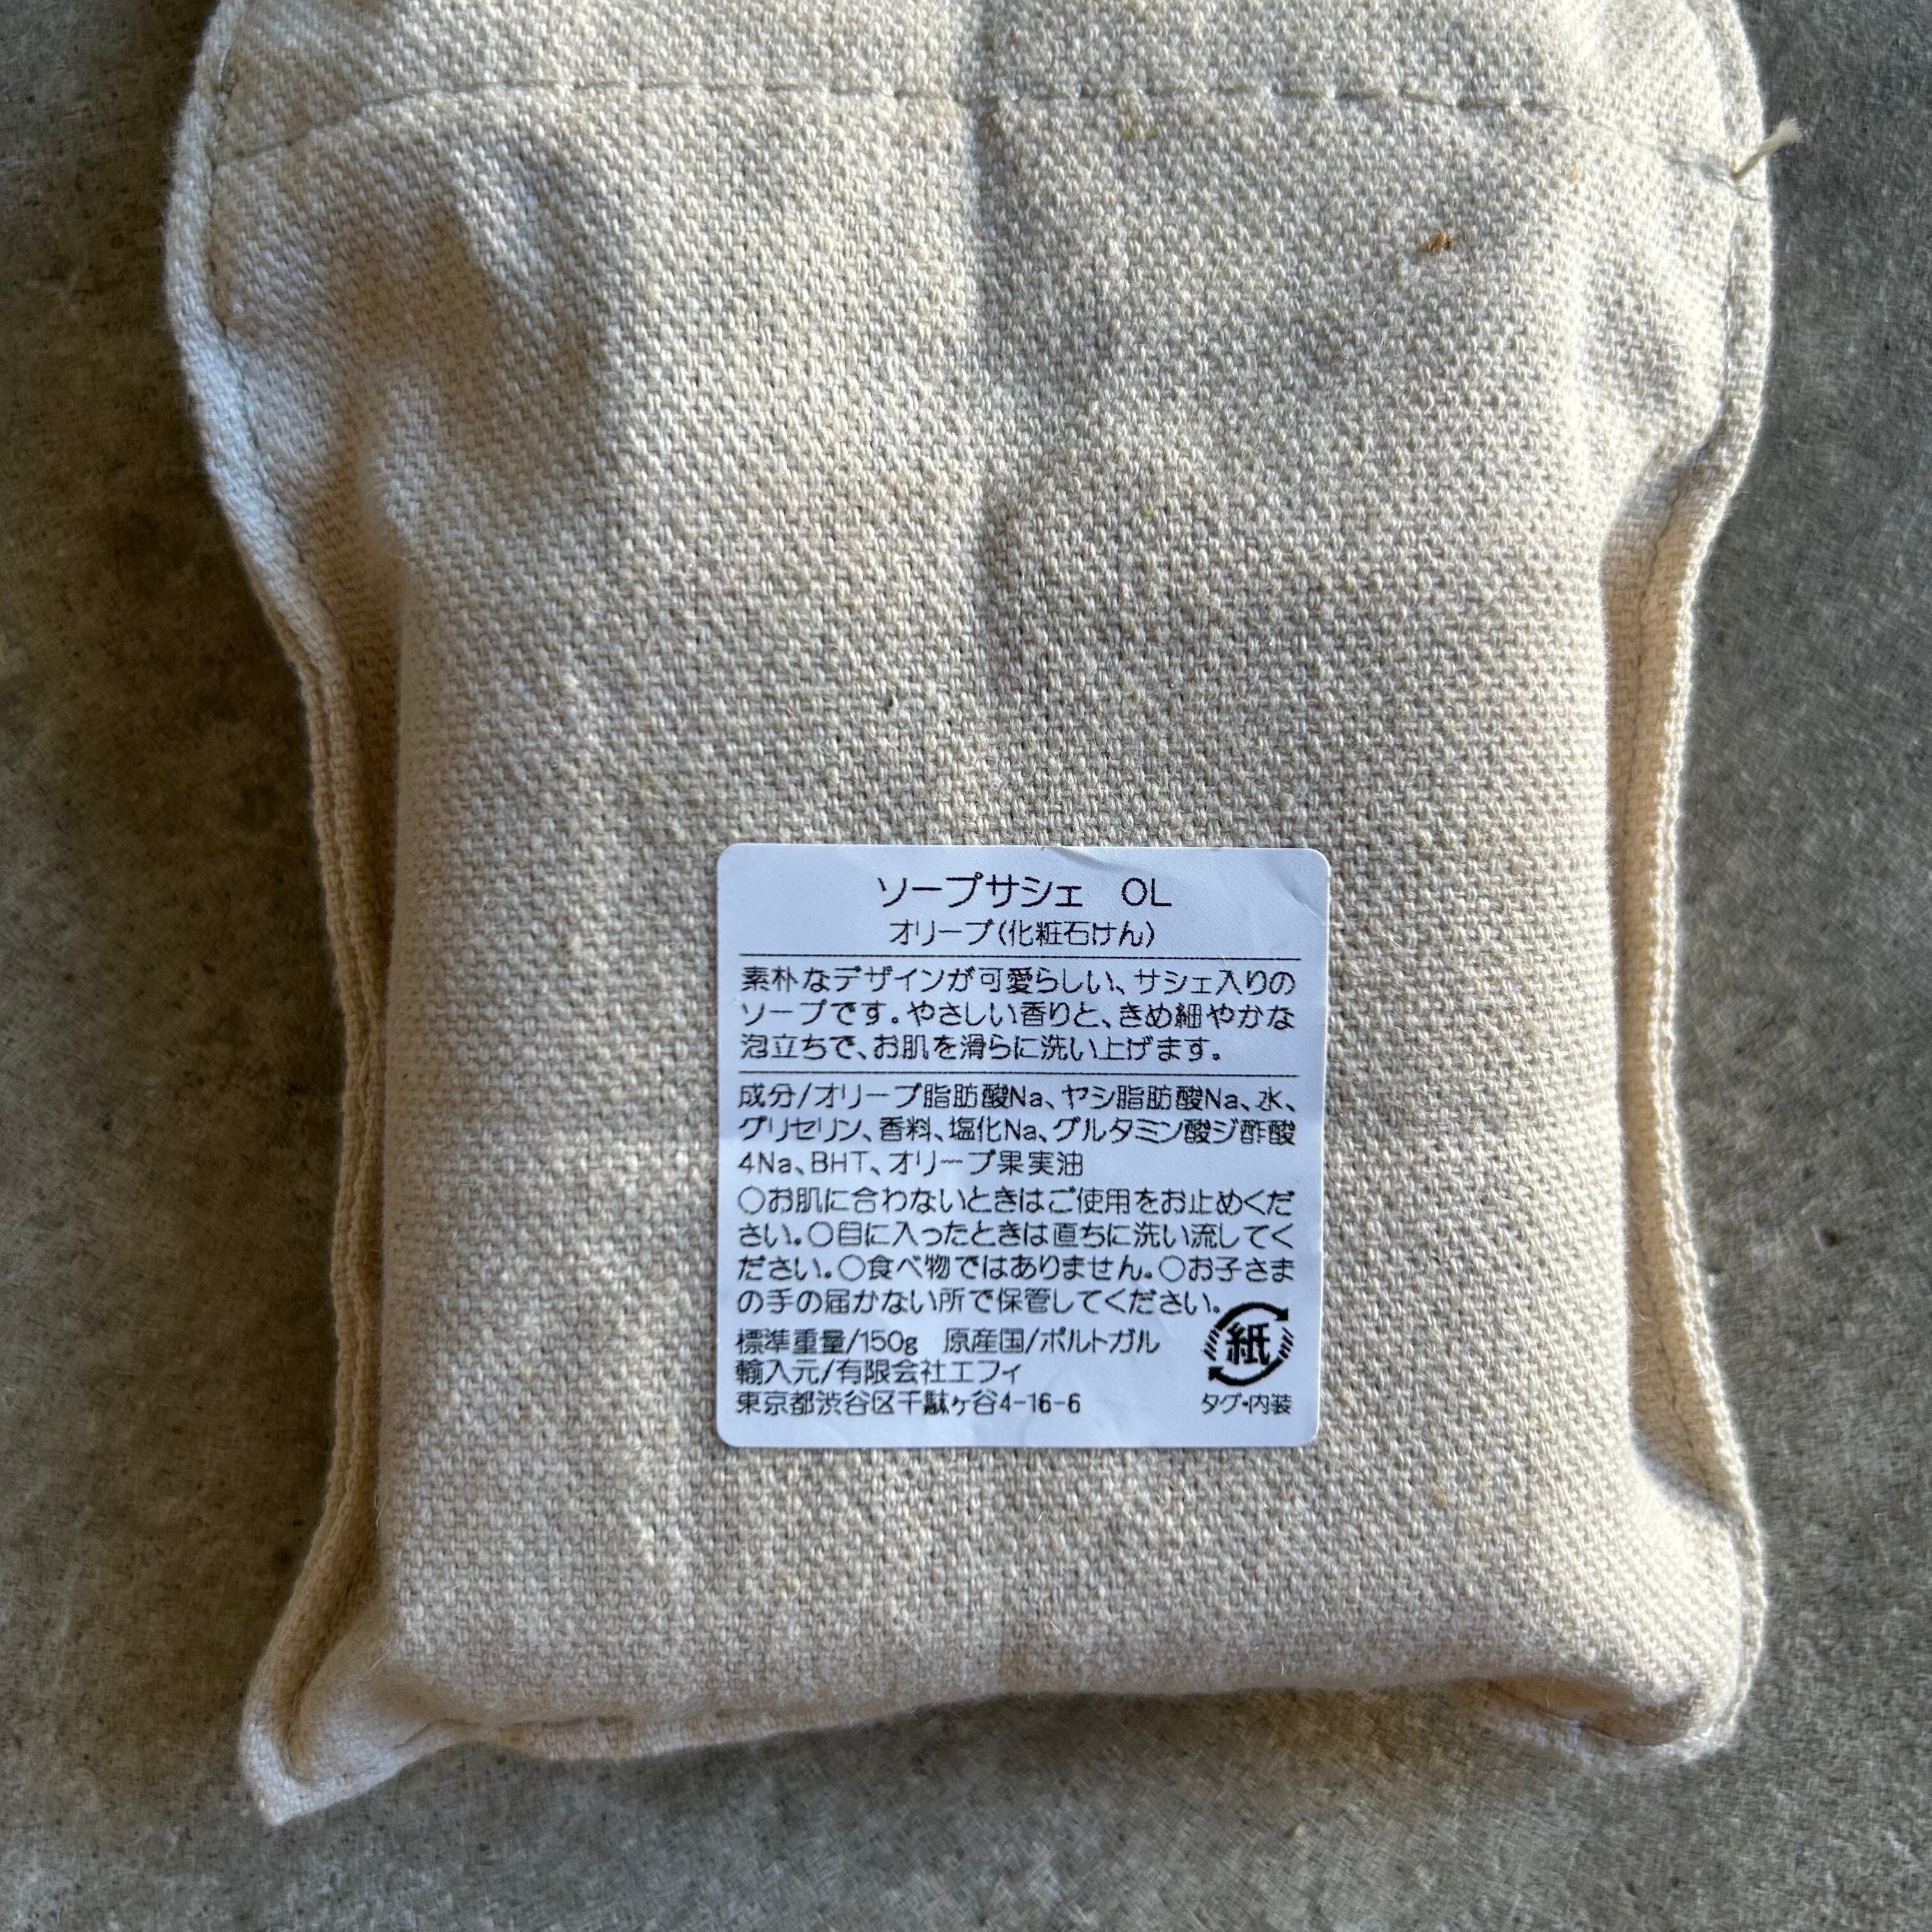 ソープサシェ OL
オリーブ(化粧石けん)
素朴なデザインが可愛らしい、サシェ入りの
ソープです。やさしい香りと、きめ細やかな
泡立ちで、お肌を滑らに洗い上げます。
成分/オリーブ脂肪酸Na、ヤシ脂肪酸Na、水、
グリセリン、香料、塩化Na、グルタミン酸ジ酢酸
4Na、BHT、オリーブ果実油
○お肌に合わないときはご使用をお止めくだ
さい。○目に入ったときは直ちに洗い流してく
ださい。○食べ物ではありません。○お子さま
の手の届かない所で保管してください。
標準重量/150g 原産国/ポルトガル
輸入元/有限会社エフィ
東京都渋谷区千駄ヶ谷4-16-6
紙
タグ・内装